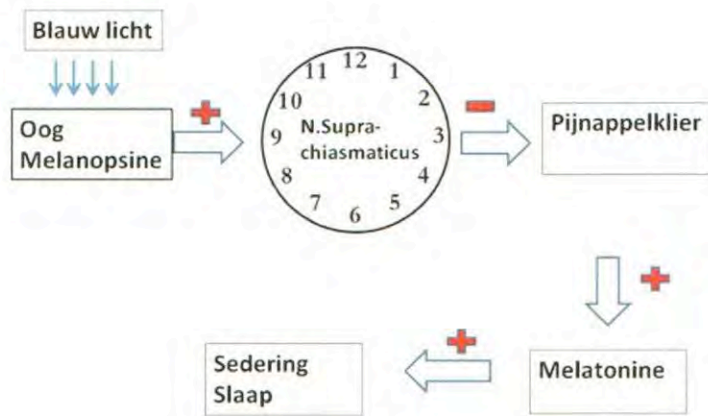 Blauw licht
Oog
Melanopsine
12
1
2
3
4
5
6
7
8
9
10
11
N.Supra-
chiasmaticus
Pijnappelklier
Melatonine
Sedering
Slaap